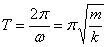 T = 2π/ω = π√(m/k)